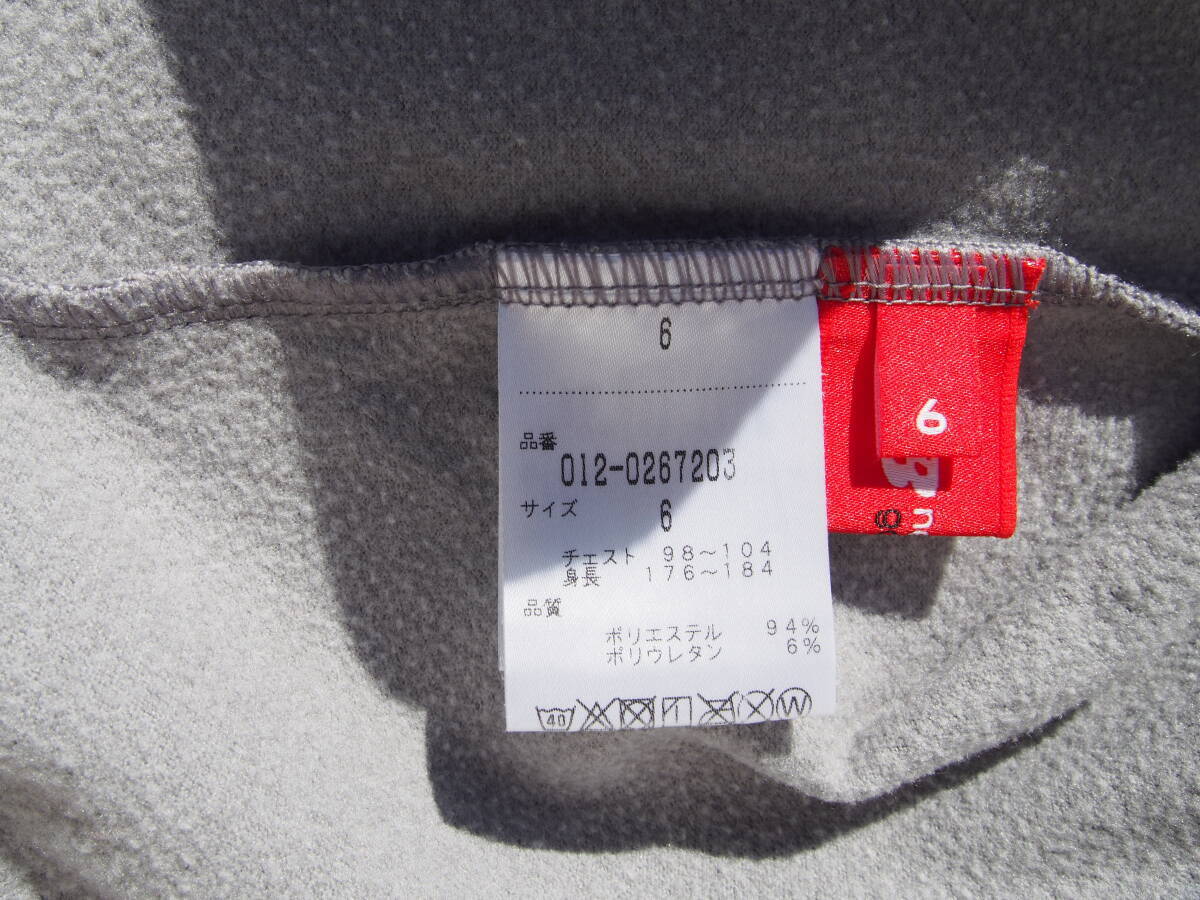 6
品番
012-0267203
サイズ 6
チェスト 98~104
身長 176~184
品質
ポリエステル 94%
ポリウレタン 6%
40
W
6